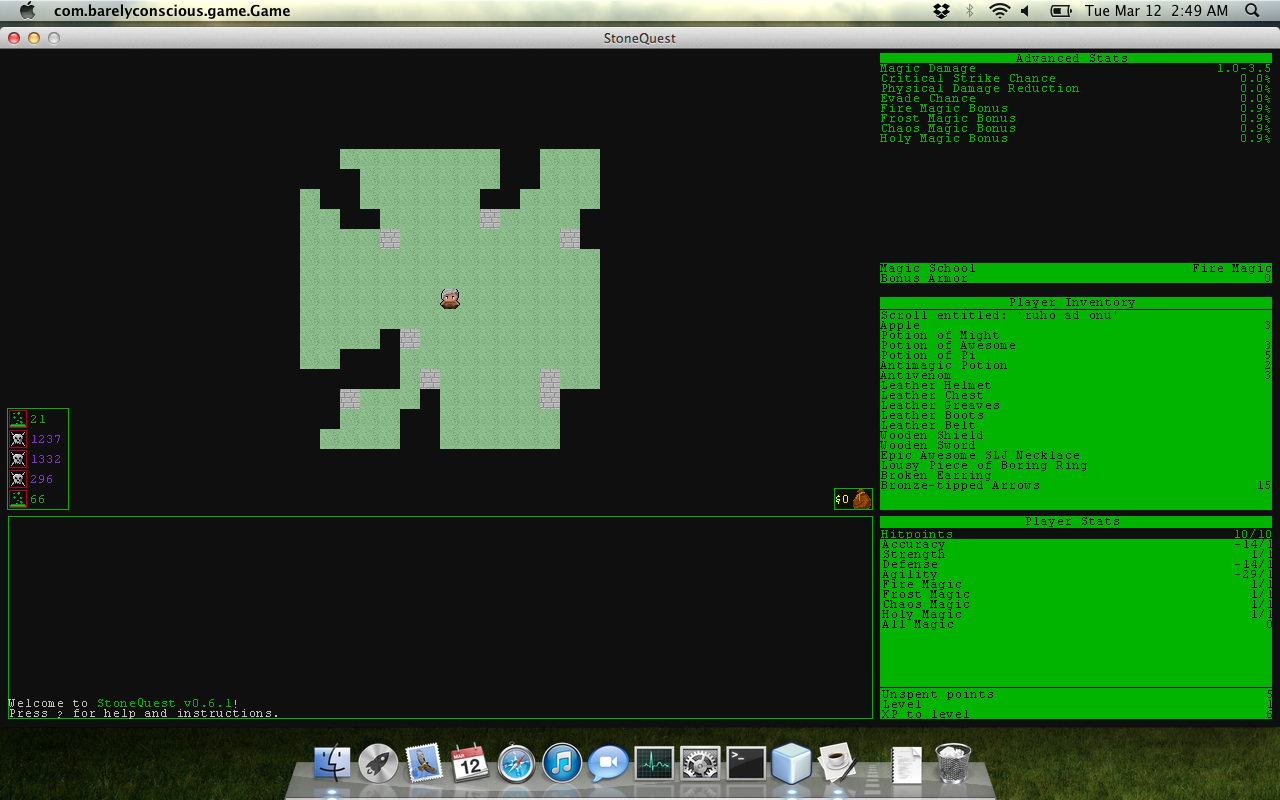 com.barelyconscious.game.Game Tue Mar 12 2:49 AM
StoneQuest
Advanced Stats
Magic Damage 1.0-3.5
Critical Strike Chance 0.0%
Physical Damage Reduction 0.0%
Evade Chance 0.0%
Fire Magic Bonus 0.9%
Frost Magic Bonus 0.9%
Chaos Magic Bonus 0.9%
Holy Magic Bonus 0.9%
Magic School Fire Magic
Bonus Armor 0
Player Inventory
Scroll entitled: 'ruho ad onu'
Apple 3
Potion of Might
Potion of Awesome 3
Potion of Pi 5
Antimagic Potion 2
Antivenom 3
Leather Helmet
Leather Chest
Leather Greaves
Leather Boots
Leather Belt
Wooden Shield
Wooden Sword
Epic Awesome SLJ Necklace
Lousy Piece of Boring Ring
Broken Earring
Bronze-tipped Arrows 15
21
1237
1332
296
66
$0
Player Stats
Hitpoints 10/10
Accuracy -14/1
Strength 1/1
Defense -14/1
Agility -29/1
Fire Magic 1/1
Frost Magic 1/1
Chaos Magic 1/1
Holy Magic 1/1
All Magic 0
Unspent points 5
Level 1
XP to level 6
Welcome to StoneQuest v0.6.1!
Press ? for help and instructions.
MAR
12
>_